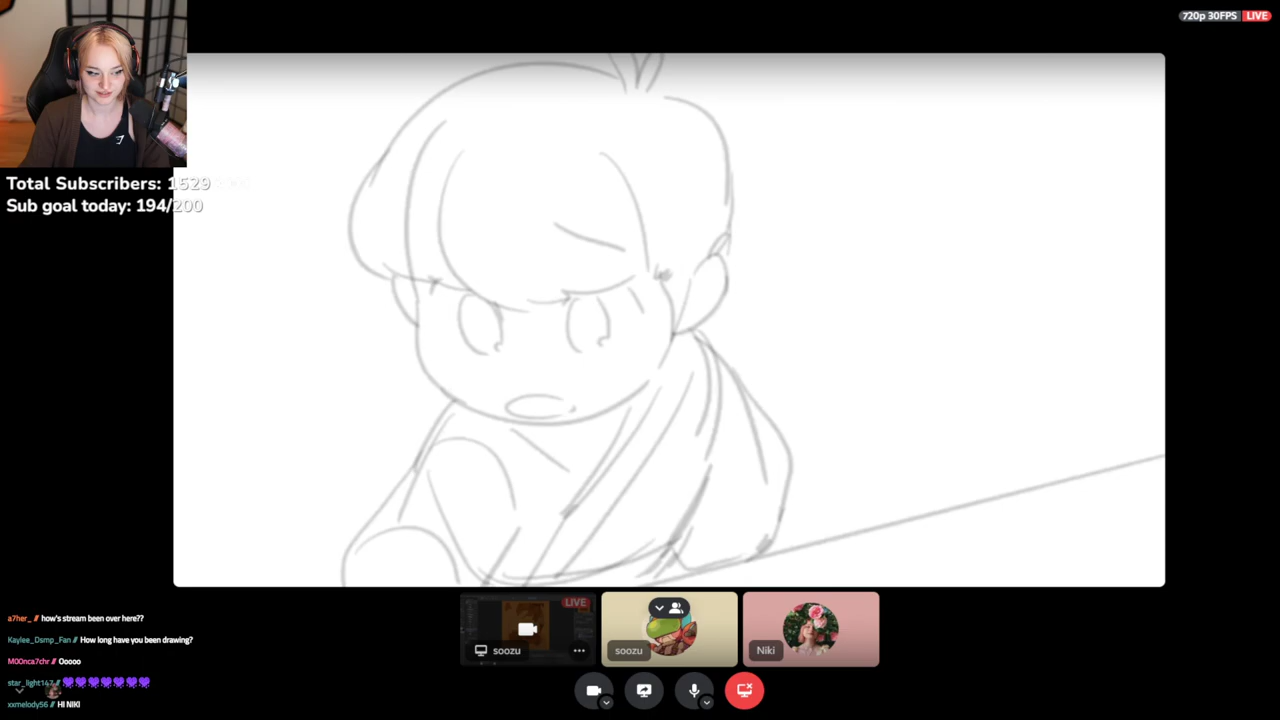 720p 30FPS LIVE
Total Subscribers: 1529
Sub goal today: 194/200
LIVE
soozu
soozu
Niki
a7her_ // how's stream been over here??
Kaylee_Dsmp_Fan // How long have you been drawing?
M00nca7chr // Ooooo
star_light147 // 💜💜💜💜💜💜💜
xxmelody56 // HI NIKI